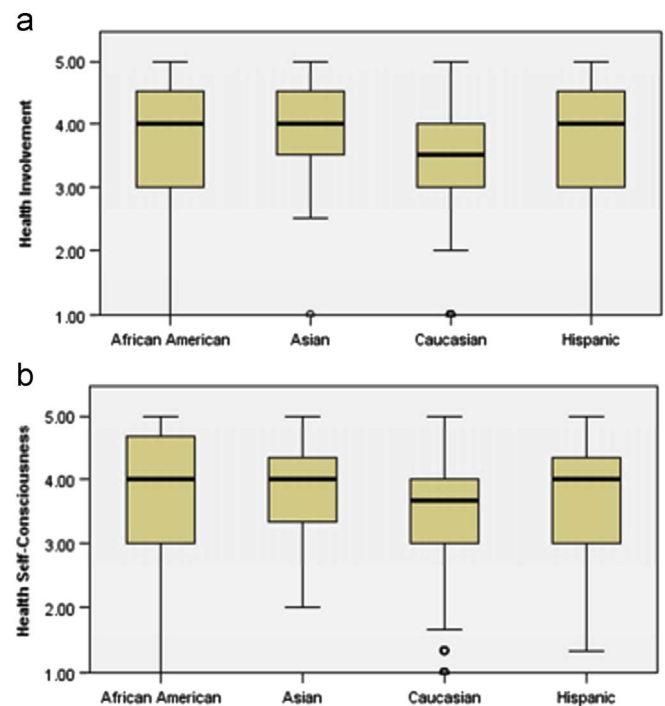 a
Health Involvement
5.00
4.00
3.00
2.00
1.00
African American Asian Caucasian Hispanic
b
Health Self-Consciousness
5.00
4.00
3.00
2.00
1.00
African American Asian Caucasian Hispanic